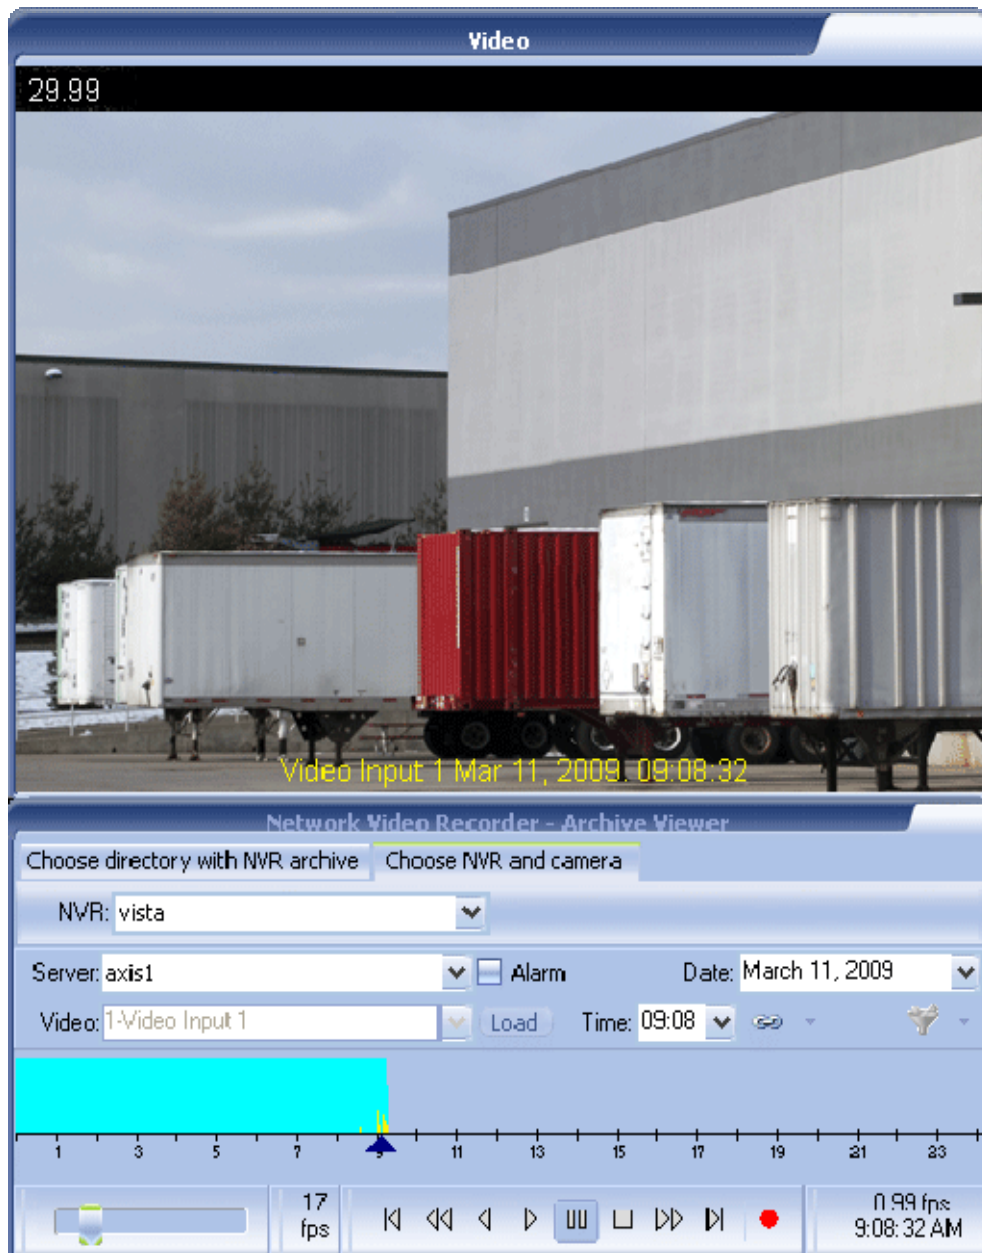 Video
29.99
Video Input 1 Mar 11, 2009. 09:08:32
Network Video Recorder - Archive Viewer
Choose directory with NVR archive Choose NVR and camera
NVR: vista
Server: axis1 Alarm Date: March 11, 2009
Video: 1-Video Input 1 Load Time: 09:08
1 3 5 7 9 11 13 15 17 19 21 23
17 fps
0.99 fps
9:08:32 AM